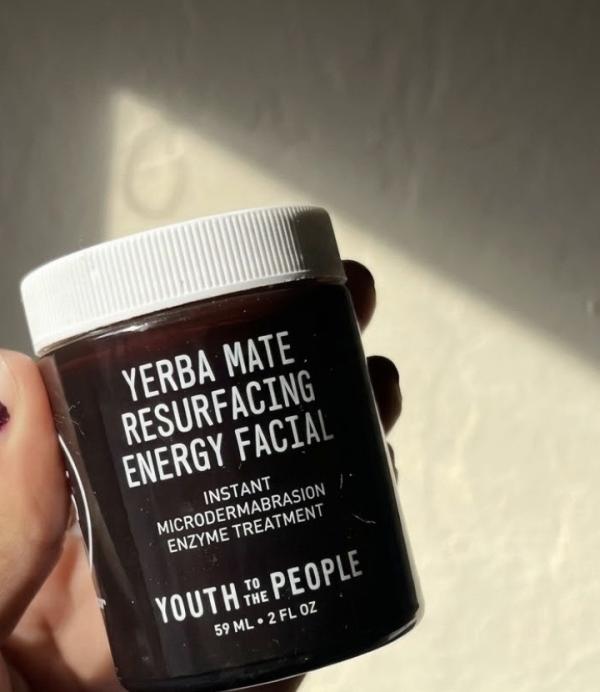 YERBA MATE
RESURFACING
ENERGY FACIAL
INSTANT
MICRODERMABRASION
ENZYME TREATMENT
YOUTH TO THE PEOPLE
59 ML • 2 FL OZ